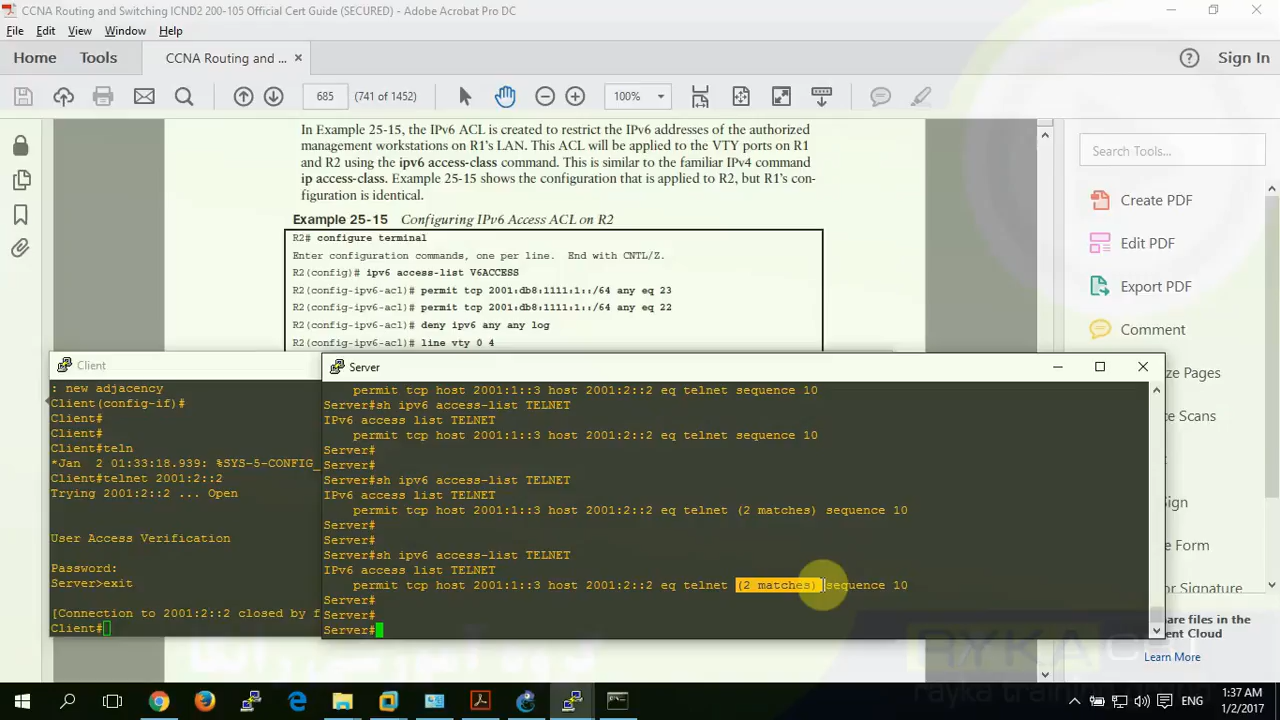 CCNA Routing and Switching ICND2 200-105 Official Cert Guide (SECURED) - Adobe Acrobat Pro DC
File Edit View Window Help
Home Tools CCNA Routing and ... × Sign In
685 (741 of 1452) 100%
In Example 25-15, the IPv6 ACL is created to restrict the IPv6 addresses of the authorized
management workstations on R1's LAN. This ACL will be applied to the VTY ports on R1
and R2 using the ipv6 access-class command. This is similar to the familiar IPv4 command
ip access-class. Example 25-15 shows the configuration that is applied to R2, but R1's con-
figuration is identical.
Example 25-15 Configuring IPv6 Access ACL on R2
R2# configure terminal
Enter configuration commands, one per line. End with CNTL/Z.
R2(config)# ipv6 access-list V6ACCESS
R2(config-ipv6-acl)# permit tcp 2001:db8:1111:1::/64 any eq 23
R2(config-ipv6-acl)# permit tcp 2001:db8:1111:1::/64 any eq 22
R2(config-ipv6-acl)# deny ipv6 any any log
R2(config-ipv6-acl)# line vty 0 4
Search Tools...
Create PDF
Edit PDF
Export PDF
Comment
Pages
Scans
Sign
Form
are files in the
ent Cloud
Learn More
Client
: new adjacency
Client(config-if)#
Client#
Client#
Client#teln
*Jan 2 01:33:18.939: %SYS-5-CONFIG_
Client#telnet 2001:2::2
Trying 2001:2::2 ... Open
User Access Verification
Password:
Server>exit
[Connection to 2001:2::2 closed by f
Client#
Server
permit tcp host 2001:1::3 host 2001:2::2 eq telnet sequence 10
Server#sh ipv6 access-list TELNET
IPv6 access list TELNET
permit tcp host 2001:1::3 host 2001:2::2 eq telnet sequence 10
Server#
Server#
Server#sh ipv6 access-list TELNET
IPv6 access list TELNET
permit tcp host 2001:1::3 host 2001:2::2 eq telnet (2 matches) sequence 10
Server#
Server#
Server#sh ipv6 access-list TELNET
IPv6 access list TELNET
permit tcp host 2001:1::3 host 2001:2::2 eq telnet (2 matches) sequence 10
Server#
Server#
Server#
ENG
1:37 AM
1/2/2017